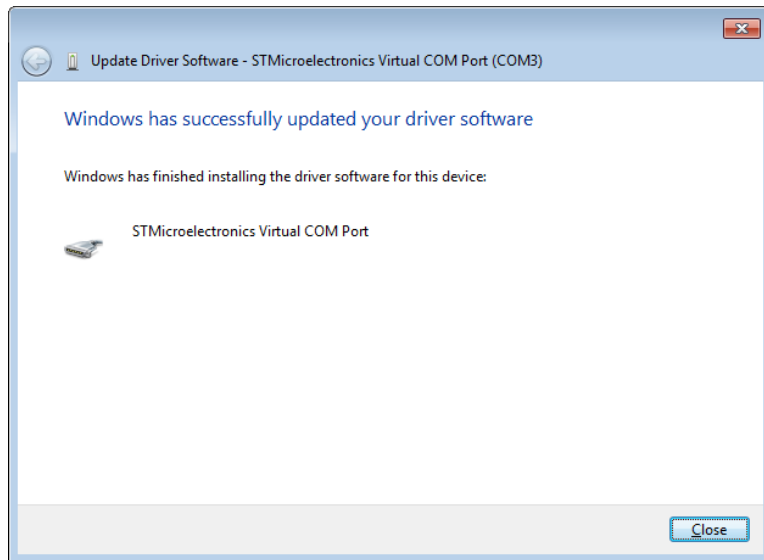 Update Driver Software - STMicroelectronics Virtual COM Port (COM3)
Windows has successfully updated your driver software
Windows has finished installing the driver software for this device:
STMicroelectronics Virtual COM Port
Close